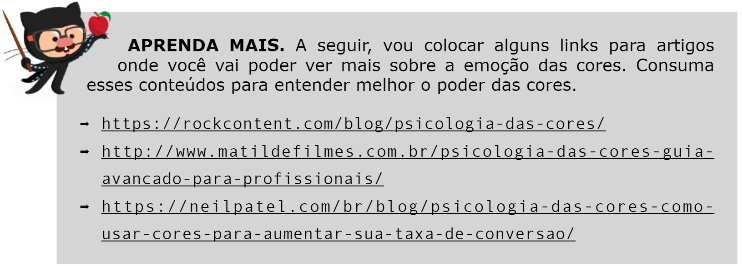 APRENDA MAIS. A seguir, vou colocar alguns links para artigos
onde você vai poder ver mais sobre a emoção das cores. Consuma
esses conteúdos para entender melhor o poder das cores.
➡ https://rockcontent.com/blog/psicologia-das-cores/
➡ http://www.matildefilmes.com.br/psicologia-das-cores-guia-
avancado-para-profissionais/
➡ https://neilpatel.com/br/blog/psicologia-das-cores-como-
usar-cores-para-aumentar-sua-taxa-de-conversao/